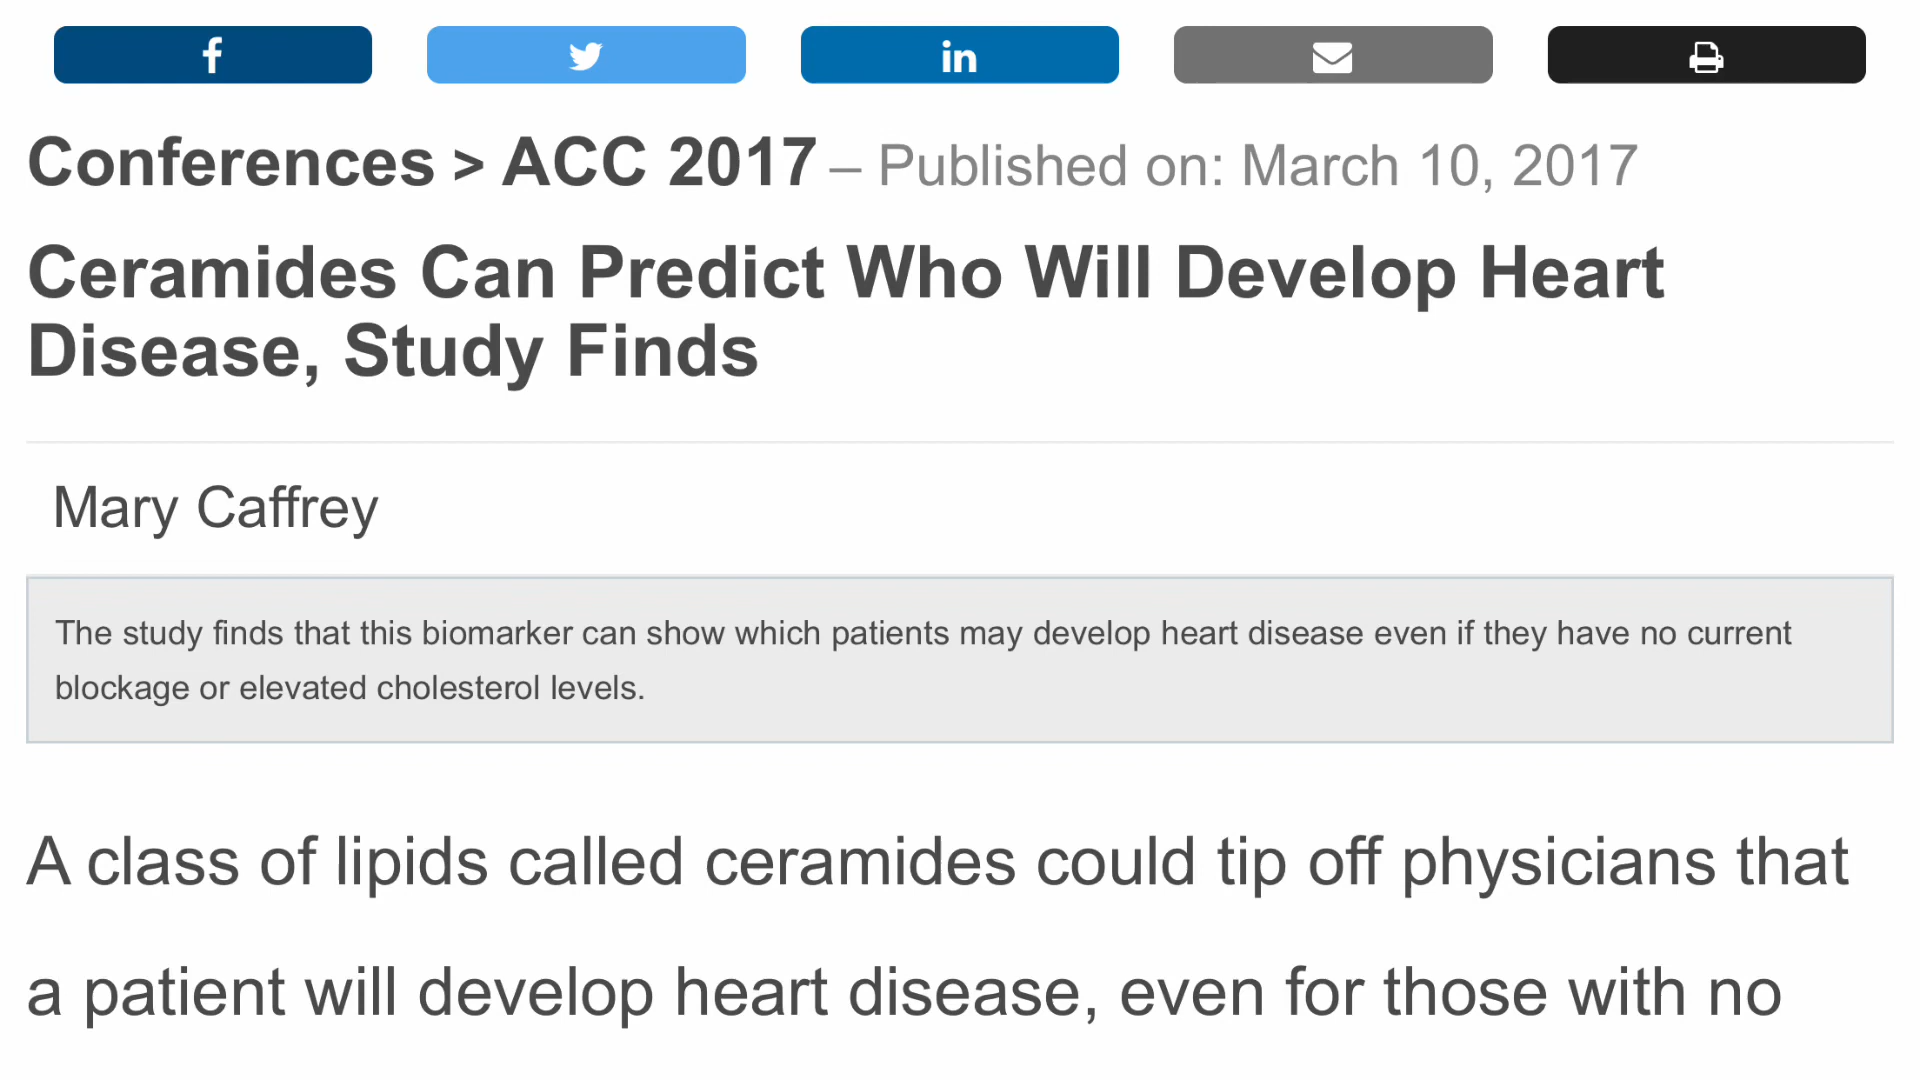 Conferences > ACC 2017 – Published on: March 10, 2017
Ceramides Can Predict Who Will Develop Heart
Disease, Study Finds
Mary Caffrey
The study finds that this biomarker can show which patients may develop heart disease even if they have no current
blockage or elevated cholesterol levels.
A class of lipids called ceramides could tip off physicians that
a patient will develop heart disease, even for those with no